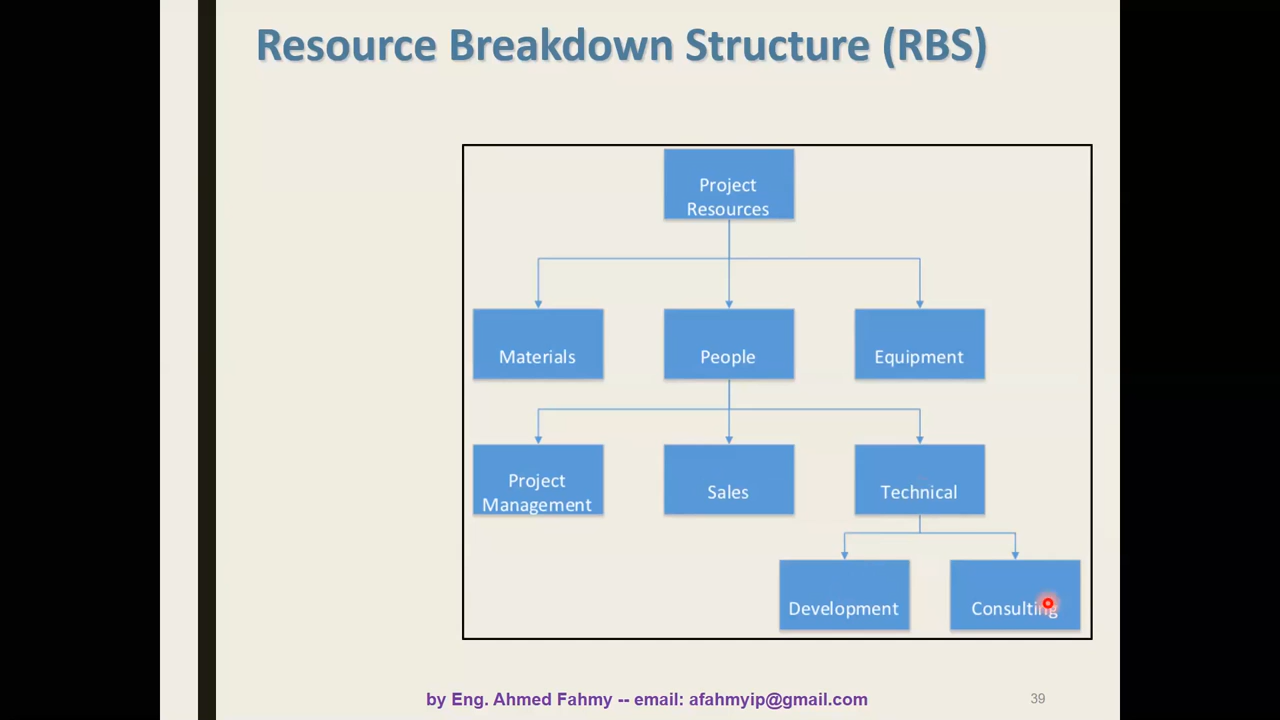 Resource Breakdown Structure (RBS)
Project
Resources
Materials
People
Equipment
Project
Management
Sales
Technical
Development
Consulting
by Eng. Ahmed Fahmy -- email: afahmyip@gmail.com
39